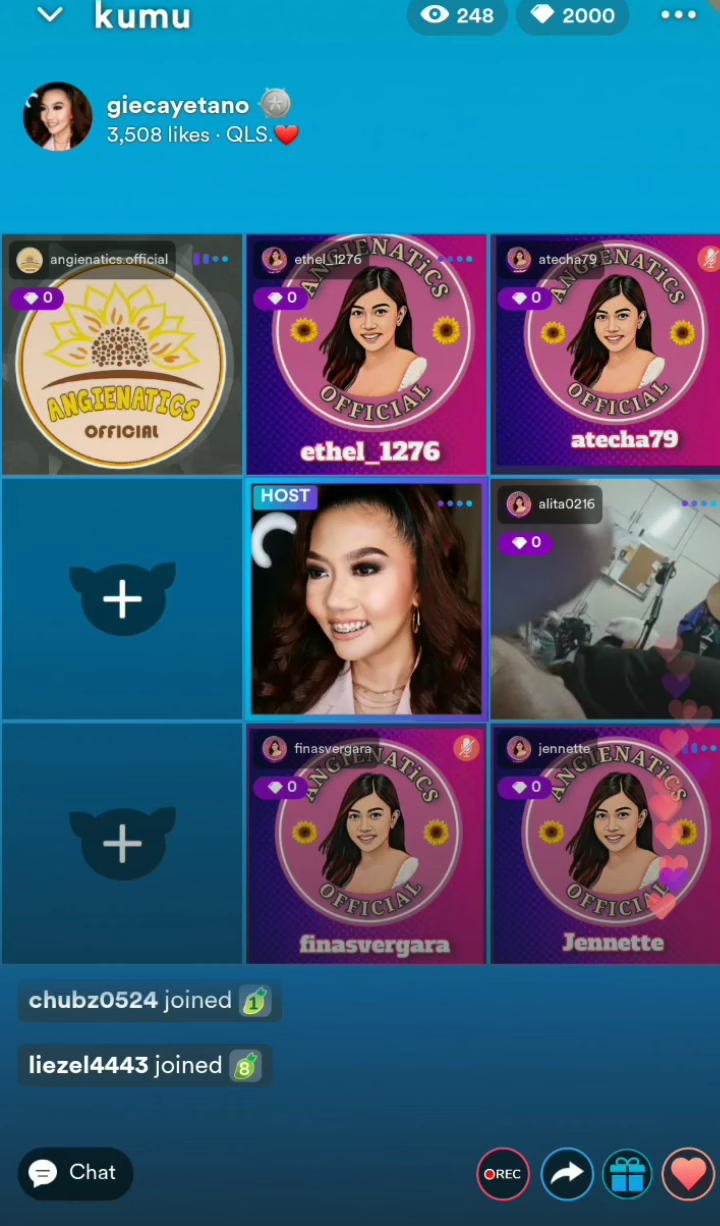 kumu
248
2000
giecayetano
3,508 likes · QLS.❤️
angienatics.official
0
ANGIENATICS
OFFICIAL
ethel_1276
0
ANGIENATiCS
OFFICIAL
ethel_1276
atecha79
0
ANGIENATiCS
OFFICIAL
atecha79
HOST
alita0216
0
finasvergara
0
ANGIENATiCS
OFFICIAL
finasvergara
jennette
0
ANGIENATiCS
OFFICIAL
Jennette
chubz0524 joined 1
liezel4443 joined 8
Chat
REC